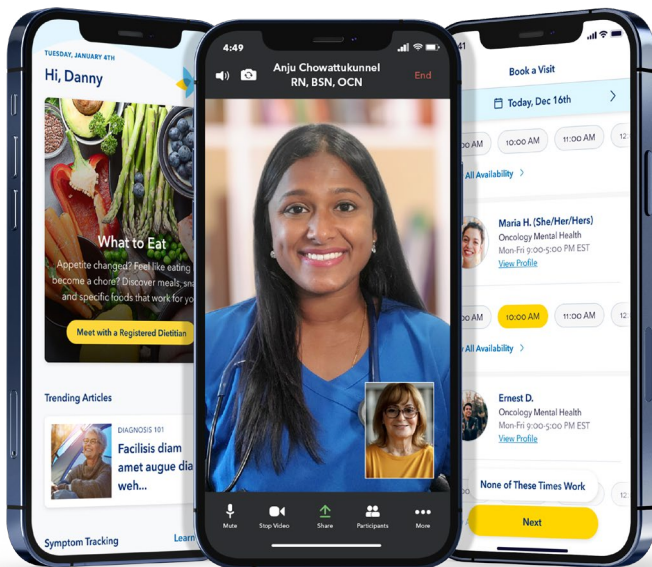 TUESDAY, JANUARY 4TH
Hi, Danny
What to Eat
Appetite changed? Feel like eating
become a chore? Discover meals,
and specific foods that work for
Meet with a Registered Dietitian
Trending Articles
DIAGNOSIS 101
Facilisis diam
amet augue
weh...
Symptom Tracking
4:49
Anju Chowattukunnel
RN, BSN, OCN
End
Mute
Stop Video
Share
Participants
More
41
Book a Visit
Today, Dec 16th
10:00 AM
11:00 AM
All Availability
Maria H. (She/Her/Hers)
Oncology Mental Health
Mon-Fri 9:00-5:00 PM EST
View Profile
10:00 AM
11:00 AM
All Availability
Ernest D.
Oncology Mental Health
Mon-Fri 9:00-5:00 PM EST
View Profile
None of These Times Work
Next